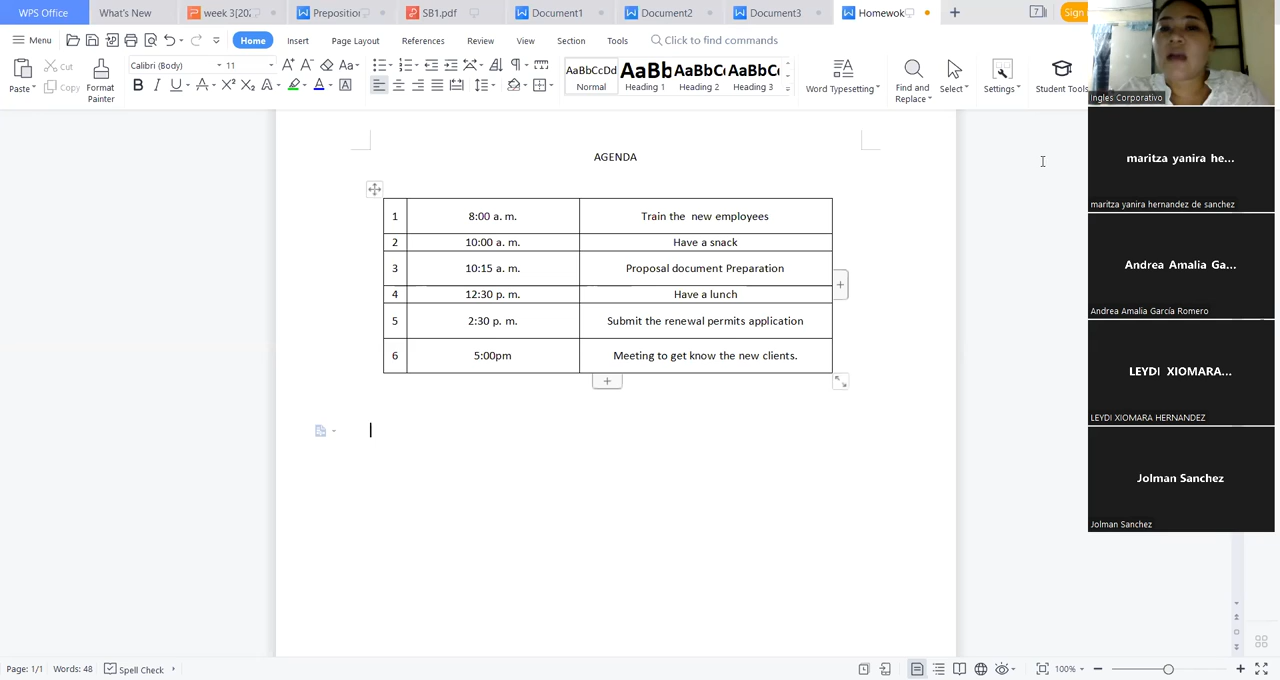 WPS Office What's New week 3[20: Preposition SB1.pdf Document1 Document2 Document3 Homewok 7 Sign
Menu Home Insert Page Layout References Review View Section Tools Click to find commands
Paste Cut Copy Format Painter Calibri (Body) 11 AaBbCcDd Normal AaBb Heading 1 AaBbC Heading 2 AaBbC Heading 3 Word Typesetting Find and Replace Select Settings Student Tools
Ingles Corporativo
AGENDA
1 8:00 a. m. Train the new employees
2 10:00 a. m. Have a snack
3 10:15 a. m. Proposal document Preparation
4 12:30 p. m. Have a lunch
5 2:30 p. m. Submit the renewal permits application
6 5:00pm Meeting to get know the new clients.
maritza yanira he...
maritza yanira hernandez de sanchez
Andrea Amalia Ga...
Andrea Amalia García Romero
LEYDI XIOMARA...
LEYDI XIOMARA HERNANDEZ
Jolman Sanchez
Jolman Sanchez
Page: 1/1 Words: 48 Spell Check 100%